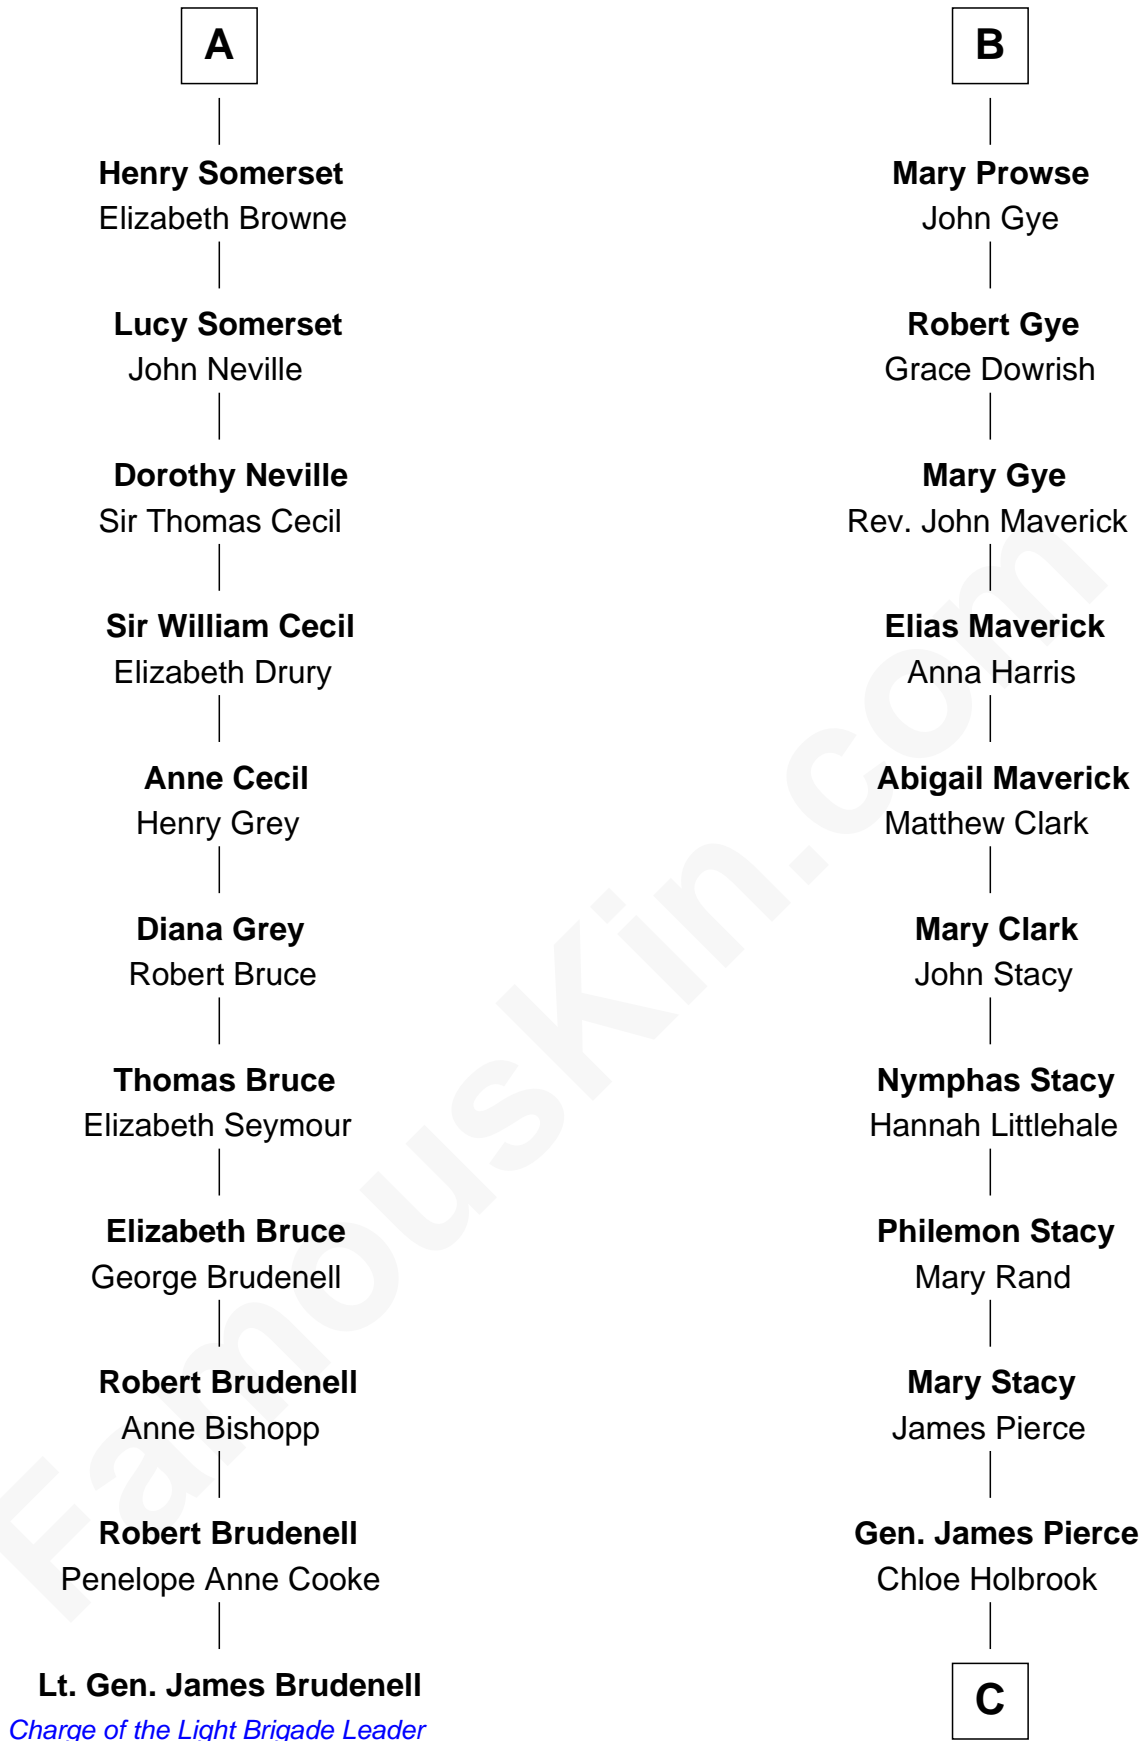 A
Henry Somerset
Elizabeth Browne
Lucy Somerset
John Neville
Dorothy Neville
Sir Thomas Cecil
Sir William Cecil
Elizabeth Drury
Anne Cecil
Henry Grey
Diana Grey
Robert Bruce
Thomas Bruce
Elizabeth Seymour
Elizabeth Bruce
George Brudenell
Robert Brudenell
Anne Bishopp
Robert Brudenell
Penelope Anne Cooke
Lt. Gen. James Brudenell
Charge of the Light Brigade Leader
B
Mary Prowse
John Gye
Robert Gye
Grace Dowrish
Mary Gye
Rev. John Maverick
Elias Maverick
Anna Harris
Abigail Maverick
Matthew Clark
Mary Clark
John Stacy
Nymphas Stacy
Hannah Littlehale
Philemon Stacy
Mary Rand
Mary Stacy
James Pierce
Gen. James Pierce
Chloe Holbrook
C
FamousKin.com